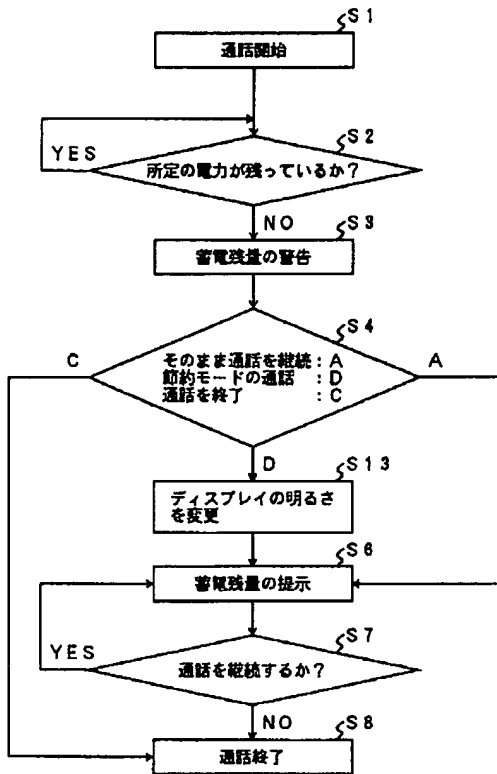 S1
通話開始
S2
YES
所定の電力が残っているか?
NO
S3
蓄電残量の警告
S4
C
A
そのまま通話を継続:A
節約モードの通話 :D
通話を終了 :C
D
S13
ディスプレイの明るさ
を変更
S6
蓄電残量の提示
S7
YES
通話を継続するか?
NO
S8
通話終了